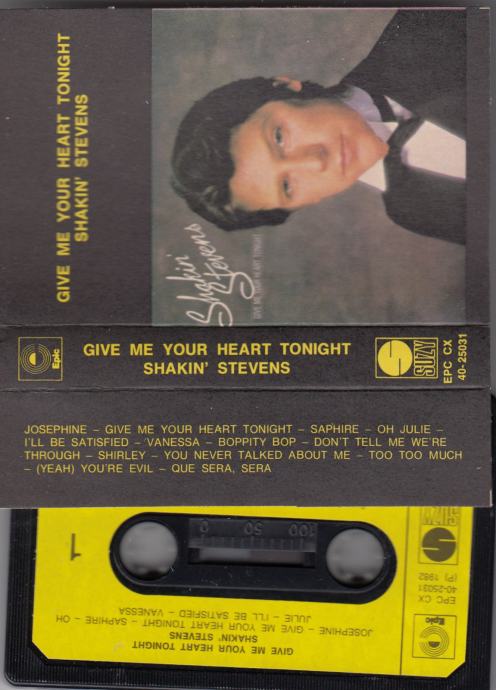 GIVE ME YOUR HEART TONIGHT
SHAKIN' STEVENS
Shakin'
Stevens
GIVE ME YOUR HEART TONIGHT
Epic
GIVE ME YOUR HEART TONIGHT
SHAKIN' STEVENS
SUZY
EPC CX
40-25031
JOSEPHINE – GIVE ME YOUR HEART TONIGHT – SAPHIRE – OH JULIE –
I'LL BE SATISFIED – VANESSA – BOPPITY BOP – DON'T TELL ME WE'RE
THROUGH – SHIRLEY – YOU NEVER TALKED ABOUT ME – TOO TOO MUCH
– (YEAH) YOU'RE EVIL – QUE SERA, SERA
Epic
GIVE ME YOUR HEART TONIGHT
SHAKIN' STEVENS
JOSEPHINE – GIVE ME YOUR HEART TONIGHT – SAPHIRE – OH
JULIE – I'LL BE SATISFIED – VANESSA
EPC CX
40-25031
(P) 1982
SUZY
1
100 50 0